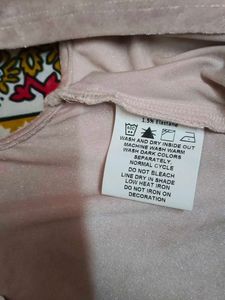 1.5% Elastane
WASH AND DRY INSIDE OUT
MACHINE WASH WARM
WASH DARK COLORS
SEPARATELY,
NORMAL CYCLE
DO NOT BLEACH
LINE DRY IN SHADE
LOW HEAT IRON
DO NOT IRON ON
DECORATION